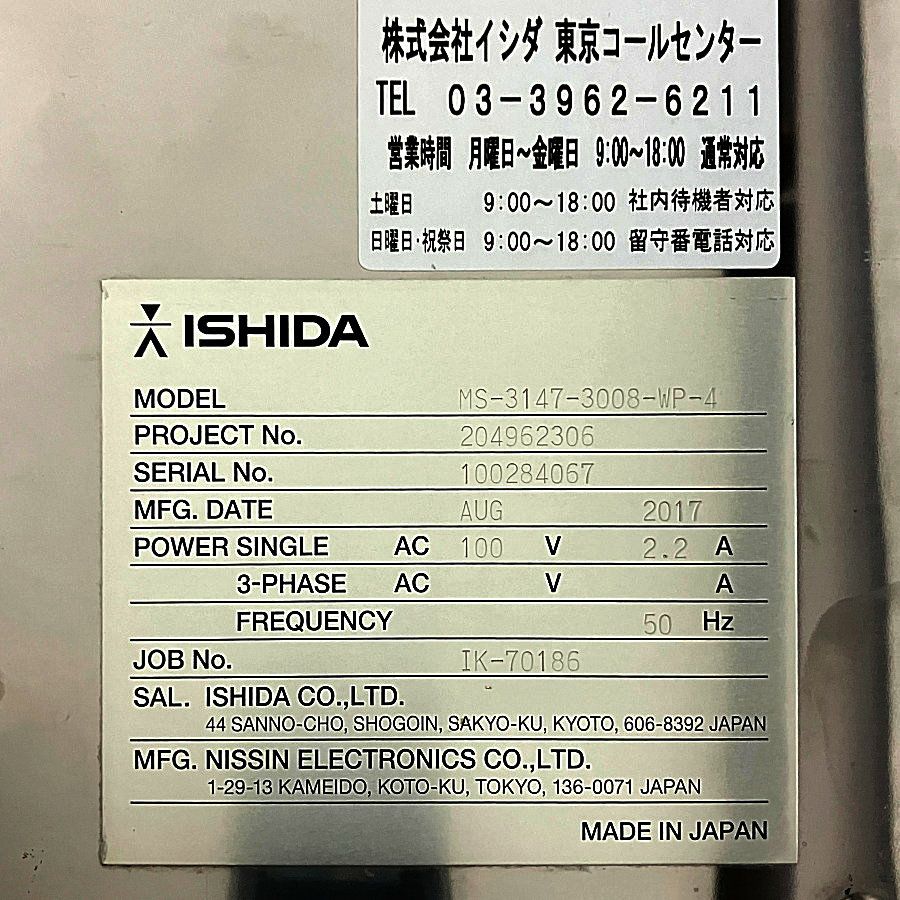 株式会社イシダ 東京コールセンター
TEL 03-3962-6211
営業時間 月曜日~金曜日 9:00~18:00 通常対応
土曜日 9:00~18:00 社内待機者対応
日曜日・祝祭日 9:00~18:00 留守番電話対応
ISHIDA
MODEL MS-3147-3008-WP-4
PROJECT No. 204962306
SERIAL No. 100284067
MFG. DATE AUG 2017
POWER SINGLE AC 100 V 2.2 A
3-PHASE AC V A
FREQUENCY 50 Hz
JOB No. IK-70186
SAL. ISHIDA CO.,LTD.
44 SANNO-CHO, SHOGOIN, SAKYO-KU, KYOTO, 606-8392 JAPAN
MFG. NISSIN ELECTRONICS CO.,LTD.
1-29-13 KAMEIDO, KOTO-KU, TOKYO, 136-0071 JAPAN
MADE IN JAPAN